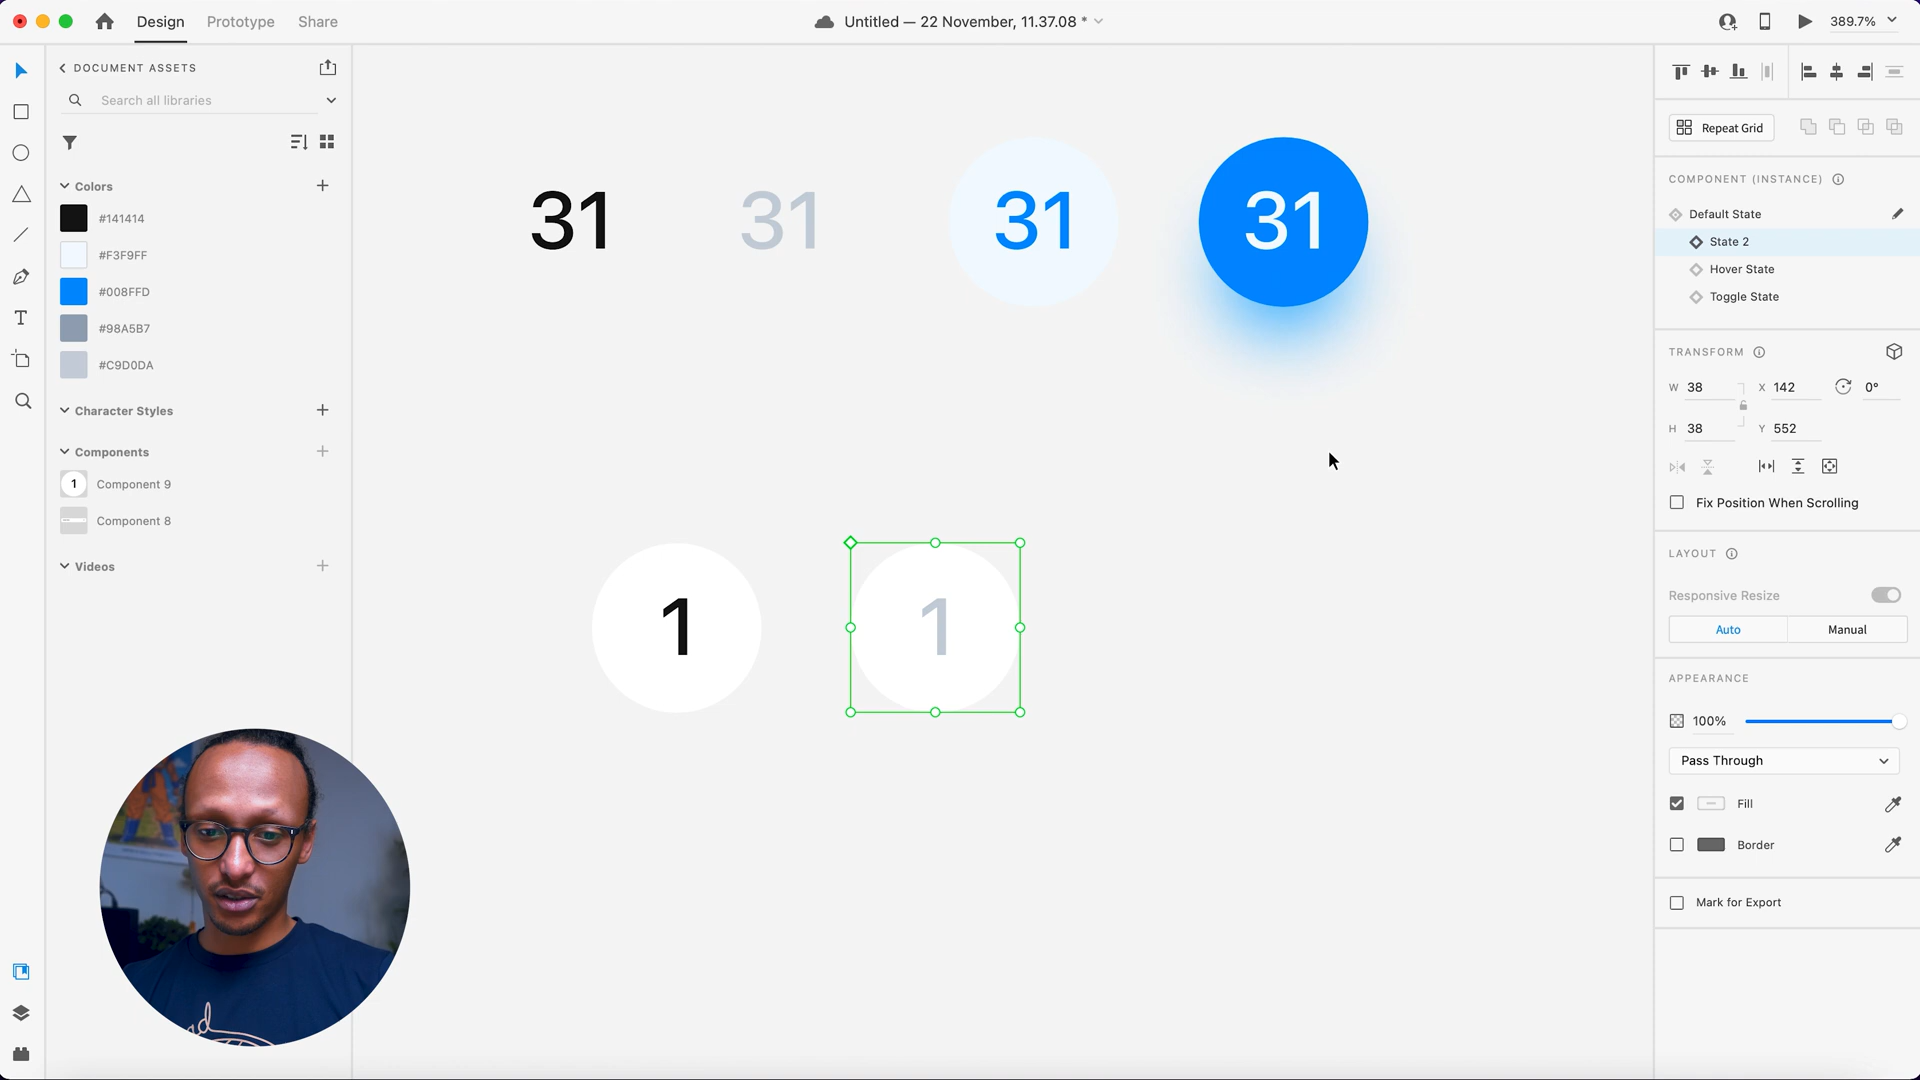 Design Prototype Share
Untitled — 22 November, 11.37.08 *
389.7%
DOCUMENT ASSETS
Search all libraries
Colors
#141414
#F3F9FF
#008FFD
#98A5B7
#C9D0DA
Character Styles
Components
1 Component 9
Component 8
Videos
31 31 31 31
1 1
Repeat Grid
COMPONENT (INSTANCE)
Default State
State 2
Hover State
Toggle State
TRANSFORM
W 38 X 142 0°
H 38 Y 552
Fix Position When Scrolling
LAYOUT
Responsive Resize
Auto Manual
APPEARANCE
100%
Pass Through
Fill
Border
Mark for Export